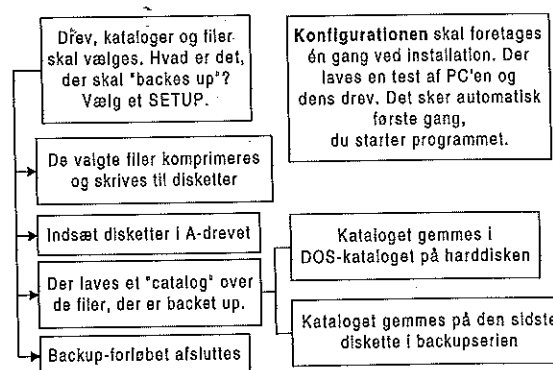 Drev, kataloger og filer
skal vælges. Hvad er det,
der skal "backes up"?
Vælg et SETUP.
Konfigurationen skal foretages
én gang ved installation. Der
laves en test af PC'en og
dens drev. Det sker automatisk
første gang,
du starter programmet.
De valgte filer komprimeres
og skrives til disketter
Indsæt disketter i A-drevet
Der laves et "catalog" over
de filer, der er backet up.
Backup-forløbet afsluttes
Kataloget gemmes i
DOS-kataloget på harddisken
Kataloget gemmes på den sidste
diskette i backupserien